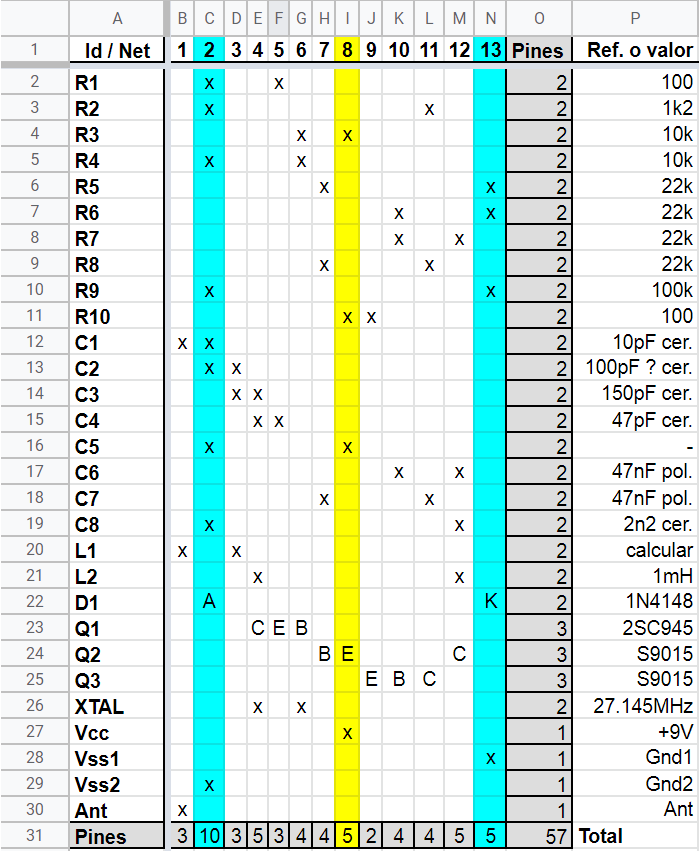 A B C D E F G H I J K L M N O P
1 Id / Net 1 2 3 4 5 6 7 8 9 10 11 12 13 Pines Ref. o valor
2 R1 x x 2 100
3 R2 x x 2 1k2
4 R3 x x 2 10k
5 R4 x x 2 10k
6 R5 x x 2 22k
7 R6 x x 2 22k
8 R7 x x 2 22k
9 R8 x x 2 22k
10 R9 x x 2 100k
11 R10 x x 2 100
12 C1 x x 2 10pF cer.
13 C2 x x 2 100pF ? cer.
14 C3 x x 2 150pF cer.
15 C4 x x 2 47pF cer.
16 C5 x x 2 -
17 C6 x x 2 47nF pol.
18 C7 x x 2 47nF pol.
19 C8 x x 2 2n2 cer.
20 L1 x x 2 calcular
21 L2 x x 2 1mH
22 D1 A K 2 1N4148
23 Q1 C E B 3 2SC945
24 Q2 B E C 3 S9015
25 Q3 E B C 3 S9015
26 XTAL x x 2 27.145MHz
27 Vcc x 1 +9V
28 Vss1 x 1 Gnd1
29 Vss2 x 1 Gnd2
30 Ant x 1 Ant
31 Pines 3 10 3 5 3 4 4 5 2 4 4 5 5 57 Total